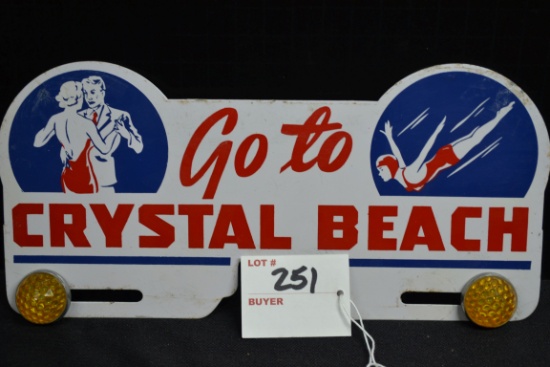 Go to
CRYSTAL BEACH
LOT # 251
BUYER